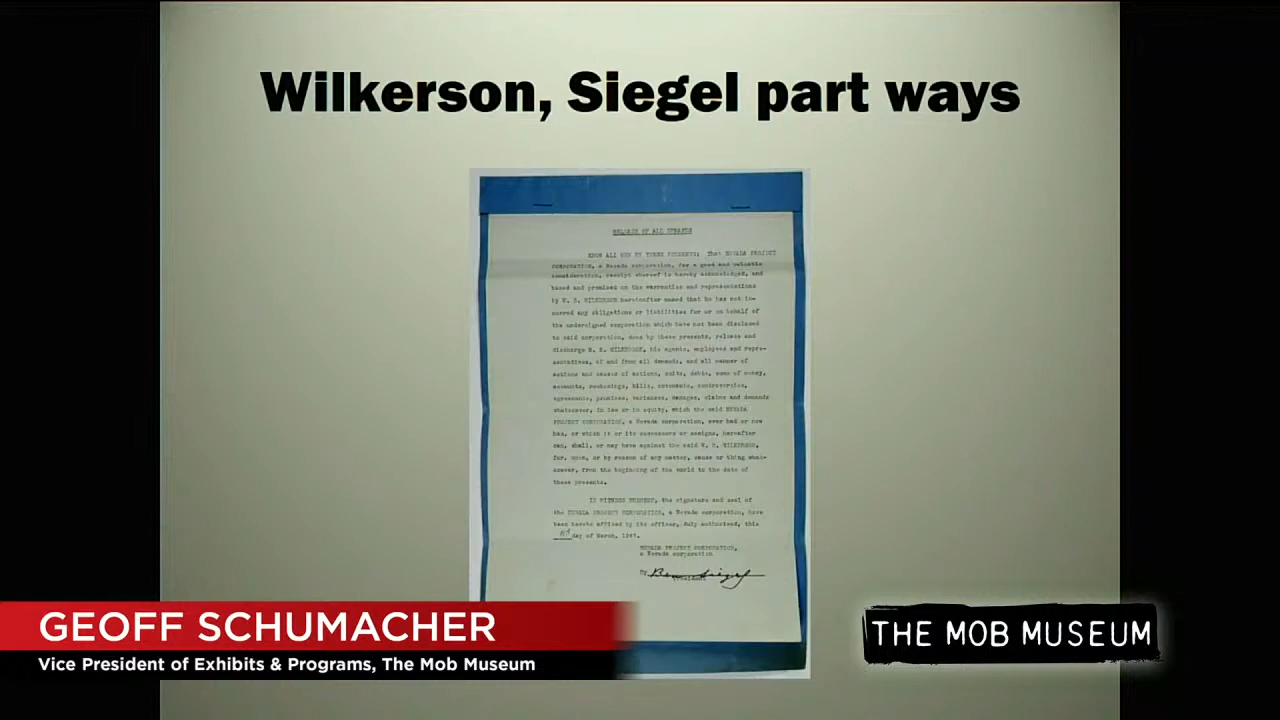 Wilkerson, Siegel part ways
RELEASE OF ALL DEMANDS
KNOW ALL MEN BY THESE PRESENTS: That NEVADA PROJECT
CORPORATION, a Nevada corporation, for a good and valuable
consideration, receipt whereof is hereby acknowledged, and
based and premised on the warranties and representations
by W. R. WILKERSON hereinafter named that he has not in-
curred any obligations or liabilities for or on behalf of
the undersigned corporation which have not been disclosed
to said corporation, does by these presents, release and
discharge W. R. WILKERSON, his agents, employees and repre-
sentatives, of and from all demands, and all manner of
actions and causes of actions, suits, debts, sums of money,
accounts, reckonings, bills, covenants, controversies,
agreements, promises, variances, damages, claims and demands
whatsoever, in law or in equity, which the said NEVADA
PROJECT CORPORATION, a Nevada corporation, ever had or now
has, or which it or its successors or assigns, hereafter
can, shall, or may have against the said W. R. WILKERSON,
for, upon, or by reason of any matter, cause or thing what-
soever, from the beginning of the world to the date of
these presents.
IN WITNESS WHEREOF, the signature and seal of
the NEVADA PROJECT CORPORATION, a Nevada corporation, have
been hereto affixed by its officer, duly authorized, this
day of March, 1947.
NEVADA PROJECT CORPORATION,
a Nevada corporation
By Ben Siegel
President
GEOFF SCHUMACHER
Vice President of Exhibits & Programs, The Mob Museum
THE MOB MUSEUM